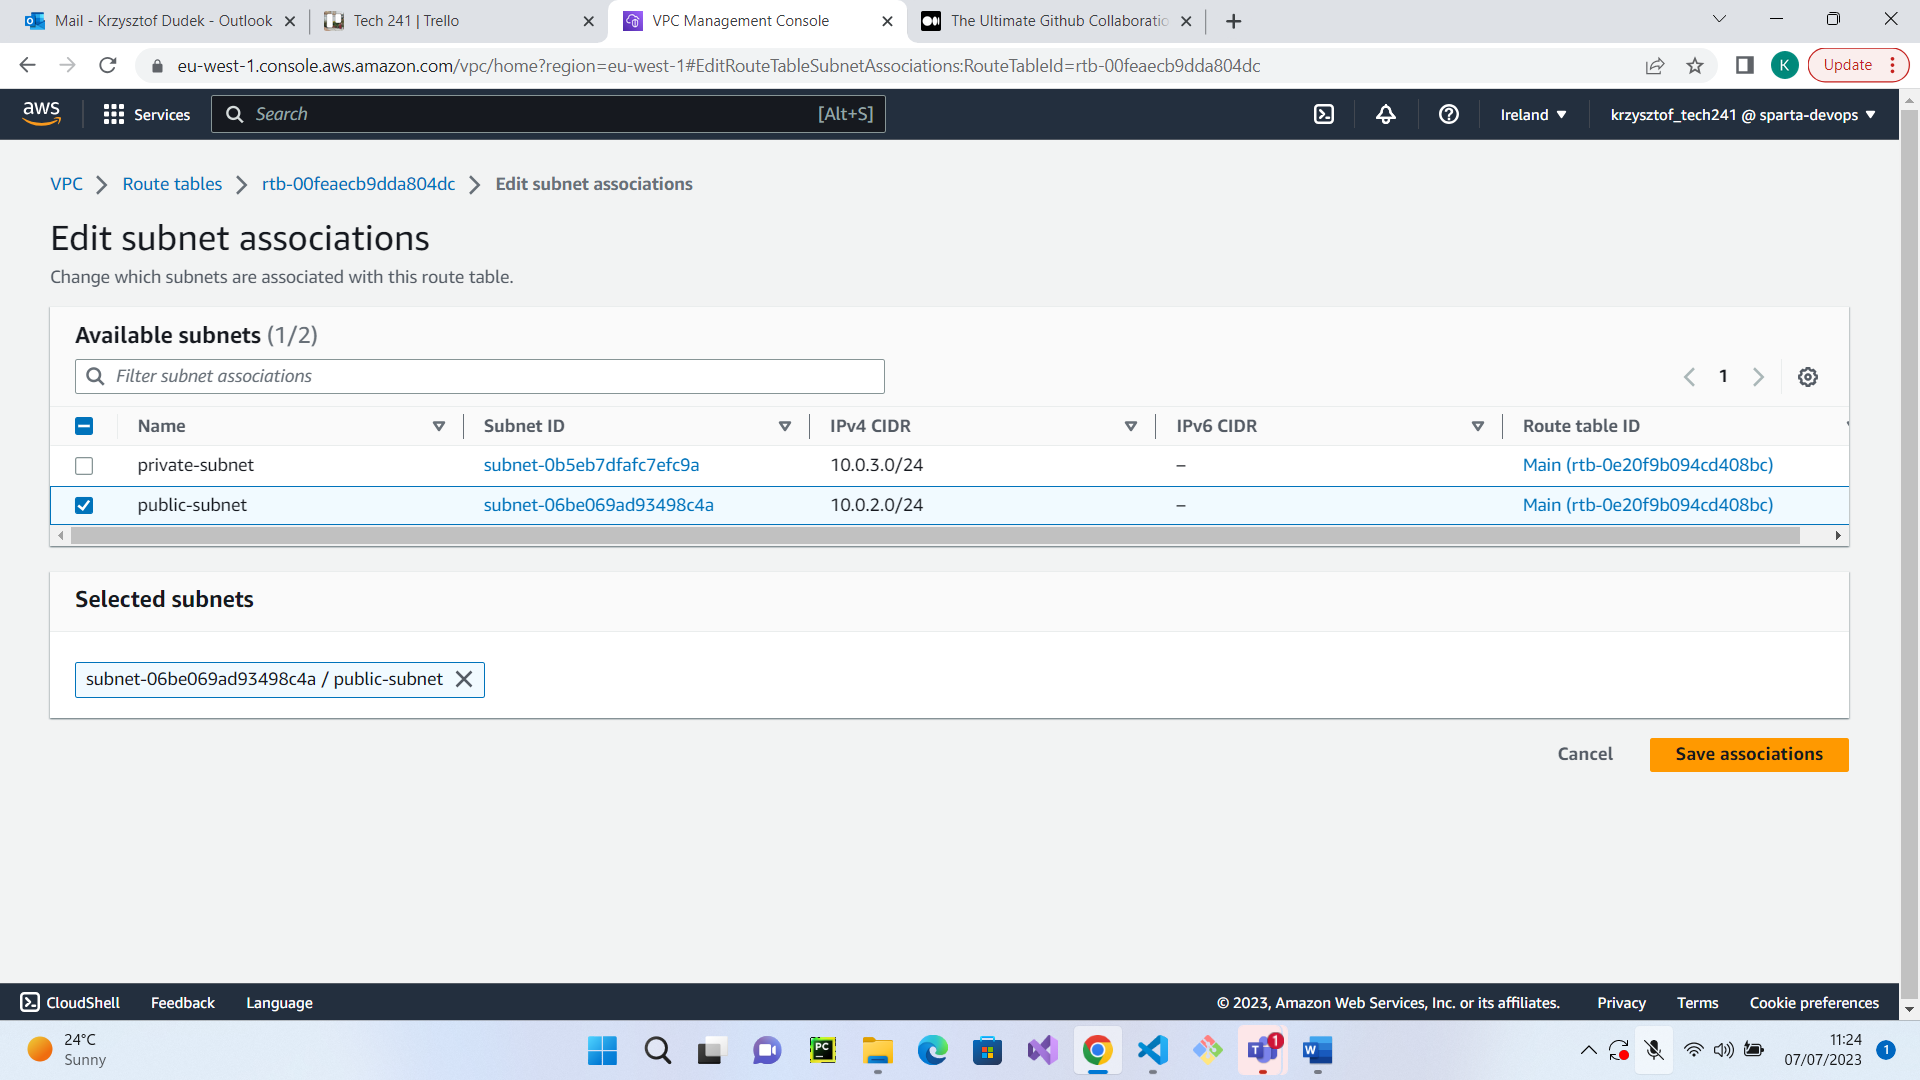 Mail - Krzysztof Dudek - Outlook
Tech 241 | Trello
VPC Management Console
The Ultimate Github Collaboratio
eu-west-1.console.aws.amazon.com/vpc/home?region=eu-west-1#EditRouteTableSubnetAssociations:RouteTableId=rtb-00feaecb9dda804dc
K
Update
aws
Services
Search
[Alt+S]
Ireland
krzysztof_tech241 @ sparta-devops
VPC
Route tables
rtb-00feaecb9dda804dc
Edit subnet associations
Edit subnet associations
Change which subnets are associated with this route table.
Available subnets (1/2)
Filter subnet associations
1
Name
Subnet ID
IPv4 CIDR
IPv6 CIDR
Route table ID
private-subnet
subnet-0b5eb7dfafc7efc9a
10.0.3.0/24
–
Main (rtb-0e20f9b094cd408bc)
public-subnet
subnet-06be069ad93498c4a
10.0.2.0/24
–
Main (rtb-0e20f9b094cd408bc)
Selected subnets
subnet-06be069ad93498c4a / public-subnet
Cancel
Save associations
CloudShell
Feedback
Language
© 2023, Amazon Web Services, Inc. or its affiliates.
Privacy
Terms
Cookie preferences
24°C
Sunny
PC
T
1
W
11:24
07/07/2023
1